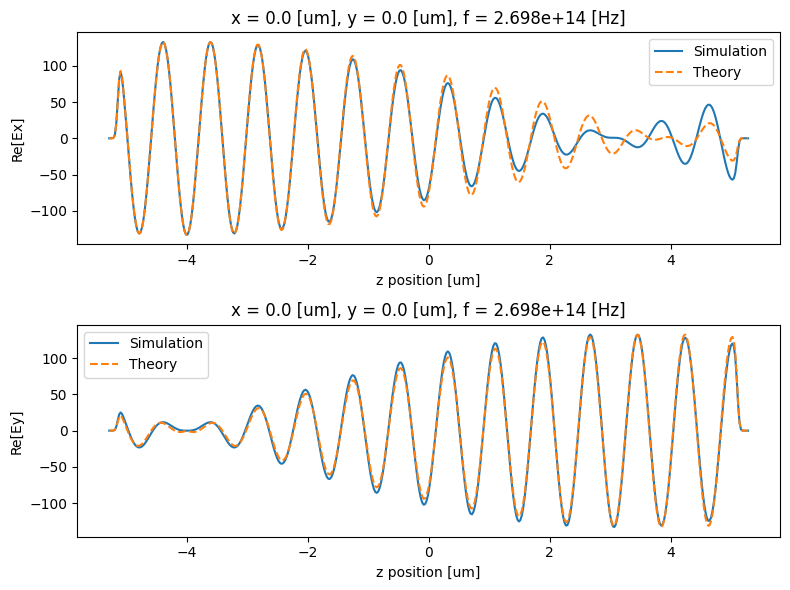 x = 0.0 [um], y = 0.0 [um], f = 2.698e+14 [Hz]
Simulation
Theory
Re[Ex]
100
50
0
−50
−100
−4
−2
0
2
4
z position [um]
x = 0.0 [um], y = 0.0 [um], f = 2.698e+14 [Hz]
Simulation
Theory
Re[Ey]
100
50
0
−50
−100
−4
−2
0
2
4
z position [um]